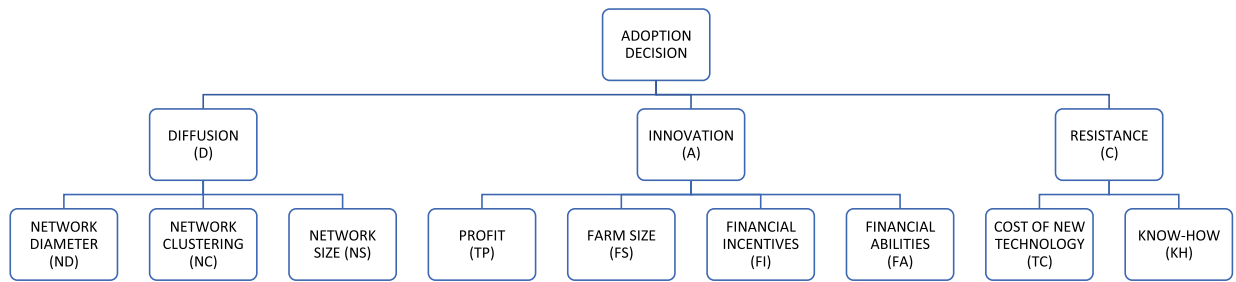 ADOPTION
DECISION
DIFFUSION
(D)
INNOVATION
(A)
RESISTANCE
(C)
NETWORK
DIAMETER
(ND)
NETWORK
CLUSTERING
(NC)
NETWORK
SIZE (NS)
PROFIT
(TP)
FARM SIZE
(FS)
FINANCIAL
INCENTIVES
(FI)
FINANCIAL
ABILITIES
(FA)
COST OF NEW
TECHNOLOGY
(TC)
KNOW-HOW
(KH)